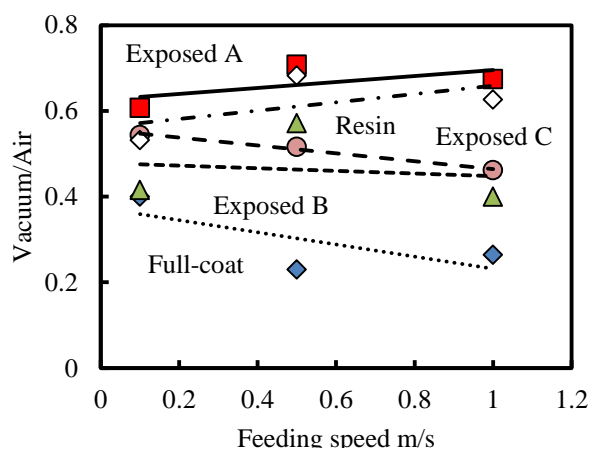 0.8
Exposed A
0.6
Resin
Exposed C
Vacuum/Air
0.4
Exposed B
Full-coat
0.2
0
0 0.2 0.4 0.6 0.8 1 1.2
Feeding speed m/s